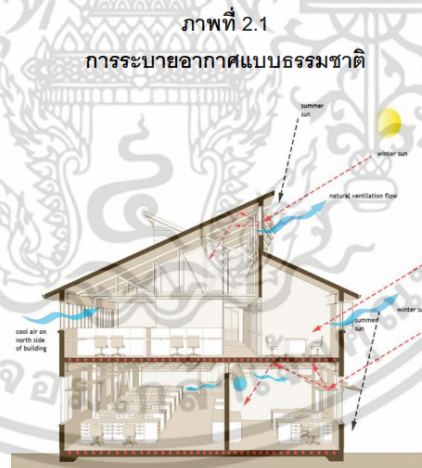 ภาพที่ 2.1
การระบายอากาศแบบธรรมชาติ
summer
sun
winter sun
natural ventilation flow
cool air on
north side
of building
summer
sun